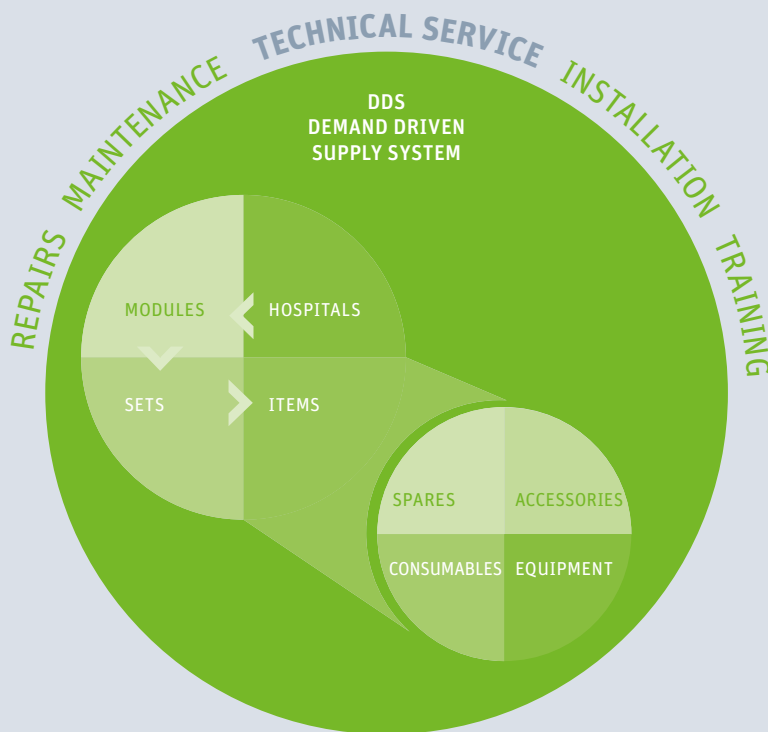 REPAIRS MAINTENANCE TECHNICAL SERVICE INSTALLATION TRAINING
DDS
DEMAND DRIVEN
SUPPLY SYSTEM
MODULES
HOSPITALS
SETS
ITEMS
SPARES
ACCESSORIES
CONSUMABLES
EQUIPMENT